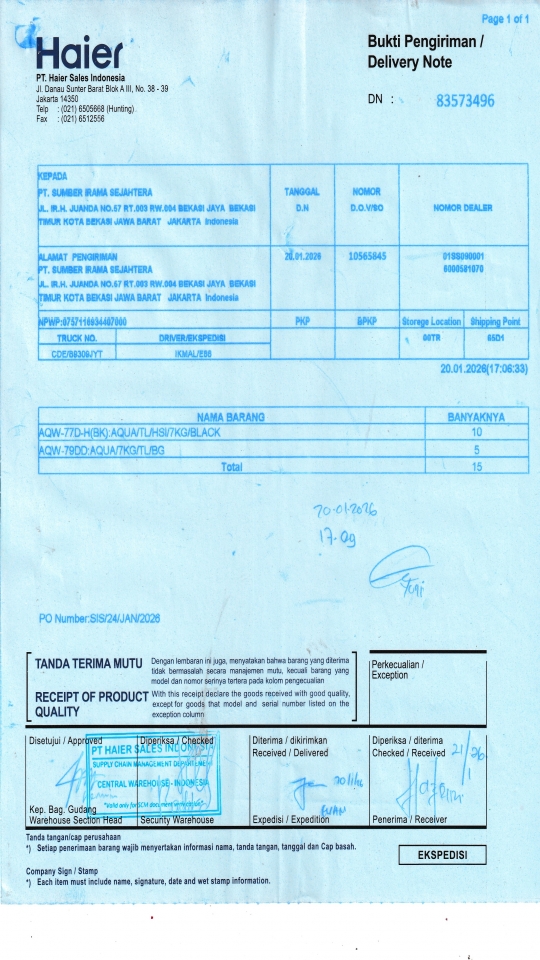 Page 1 of 1
Haier
Bukti Pengiriman /
Delivery Note
PT. Haier Sales Indonesia
Jl. Danau Sunter Barat Blok A III, No. 38 - 39
Jakarta 14350
Telp : (021) 6505668 (Hunting)
Fax : (021) 6512556
DN : 83573496
KEPADA
PT. SUMBER IRAMA SEJAHTERA
JL. IR.H. JUANDA NO.57 RT.003 RW.004 BEKASI JAYA BEKASI
TIMUR KOTA BEKASI JAWA BARAT JAKARTA Indonesia
TANGGAL
D.N
NOMOR
D.O.V/SO
NOMOR DEALER
ALAMAT PENGIRIMAN
PT. SUMBER IRAMA SEJAHTERA
JL. IR.H. JUANDA NO.57 RT.003 RW.004 BEKASI JAYA BEKASI
TIMUR KOTA BEKASI JAWA BARAT JAKARTA Indonesia
20.01.2026
10565845
6000581070
PKP
BPKP
Storage Location
Shipping Point
TRUCK NO.
DRIVER/EKSPEDISI
IKMAL/E86
20.01.2026(17:06:33)
NAMA BARANG
BANYAKNYA
AQW-77D-H(BK):AQUA/TL/HSI/7KG/BLACK
10
AQW-79DD:AQUA/7KG/TL/BG
5
Total
15
20-01-2026
17.09
PO Number:SIS/24/JAN/2026
TANDA TERIMA MUTU
Dengan lembaran ini juga, menyatakan bahwa barang yang diterima
tidak bermasalah secara manajemen mutu, kecuali barang yang
model dan nomor serinya tertera pada kolom pengecualian
RECEIPT OF PRODUCT
QUALITY
With this receipt declare the goods received with good quality,
except for goods that model and serial number listed on the
exception column
Perkecualian /
Exception
Disetujui / Approved
Diperiksa / Checked
Diterima / dikirimkan
Received / Delivered
Diperiksa / diterima
Checked / Received
PT HAIER SALES INDONESIA
SUPPLY CHAIN MANAGEMENT DEPARTEMENT
CENTRAL WAREHOUSE - INDONESIA
Kep. Bag. Gudang
Warehouse Section Head
Security Warehouse
Expedisi / Expedition
Penerima / Receiver
Tanda tangan/cap perusahaan
*) Setiap penerimaan barang wajib menyertakan informasi nama, tanda tangan, tanggal dan Cap basah.
EKSPEDISI
Company Sign / Stamp
*) Each item must include name, signature, date and wet stamp information.